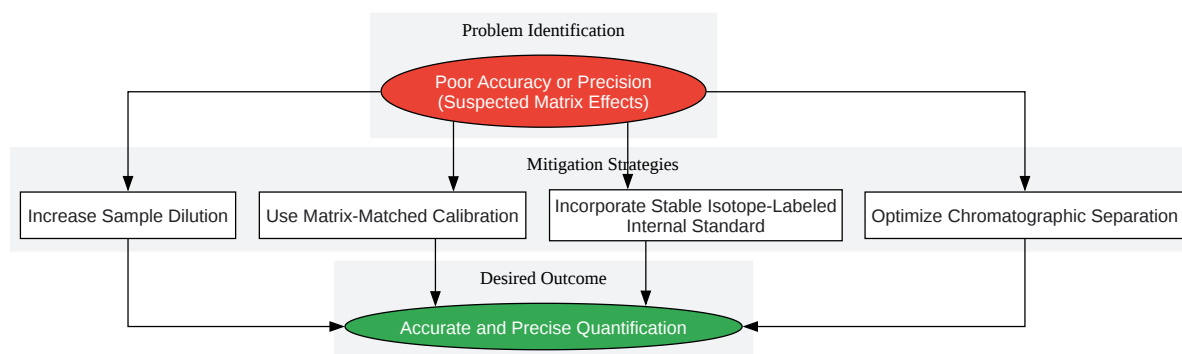 Problem Identification
Poor Accuracy or Precision
(Suspected Matrix Effects)
Mitigation Strategies
Increase Sample Dilution
Use Matrix-Matched Calibration
Incorporate Stable Isotope-Labeled
Internal Standard
Optimize Chromatographic Separation
Desired Outcome
Accurate and Precise Quantification